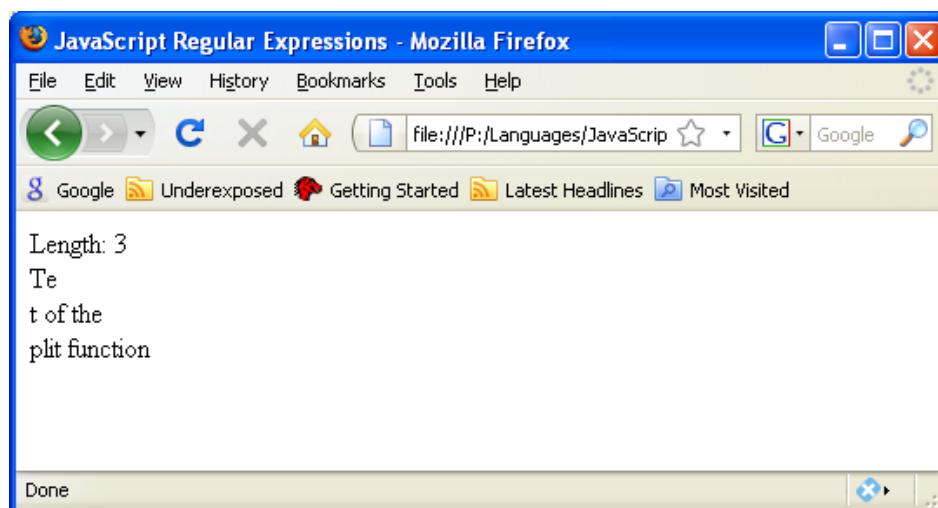 JavaScript Regular Expressions - Mozilla Firefox
File Edit View History Bookmarks Tools Help
file:///P:/Languages/JavaScrip G Google
Google Underexposed Getting Started Latest Headlines Most Visited
Length: 3
Te
t of the
plit function
Done